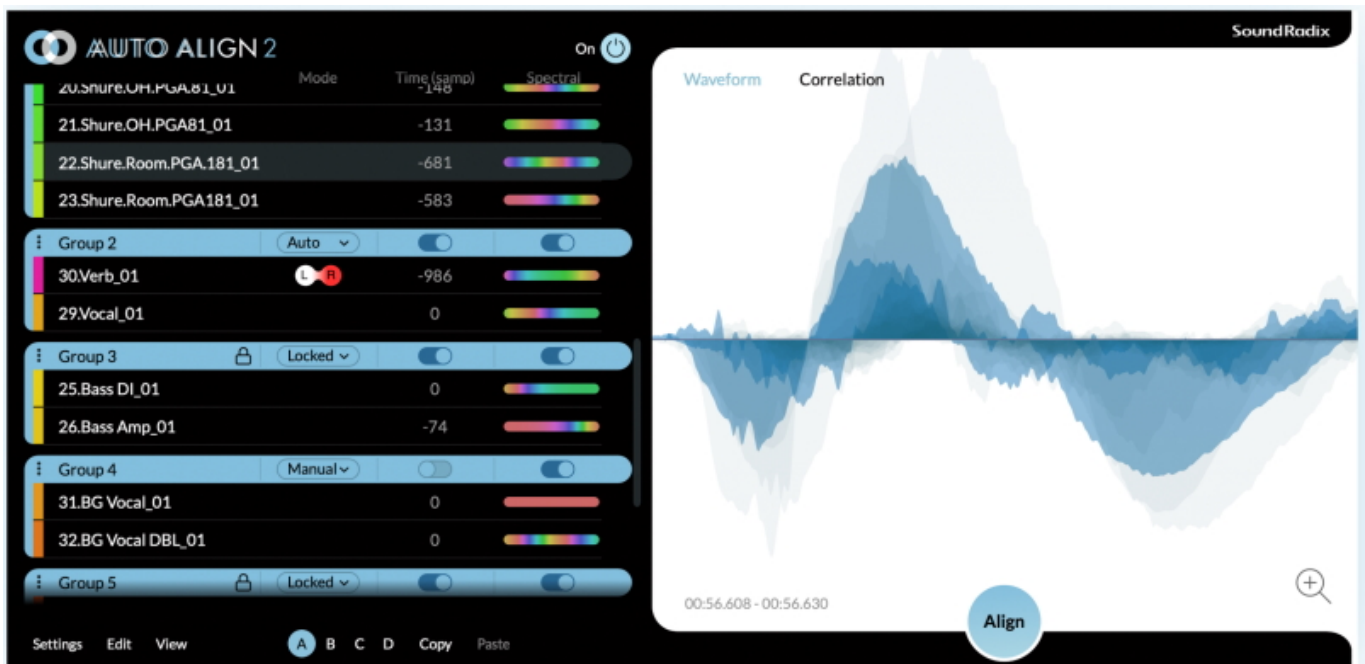 AUTO ALIGN 2
On
SoundRadix
Mode Time (samp) Spectral
20.Shure.OH.PGA.81_01 -148
21.Shure.OH.PGA81_01 -131
22.Shure.Room.PGA.181_01 -681
23.Shure.Room.PGA181_01 -583
Group 2 Auto
30.Verb_01 L R -986
29.Vocal_01 0
Group 3 Locked
25.Bass DI_01 0
26.Bass Amp_01 -74
Group 4 Manual
31.BG Vocal_01 0
32.BG Vocal DBL_01 0
Group 5 Locked
Settings Edit View A B C D Copy Paste
Waveform Correlation
00:56.608 - 00:56.630
Align